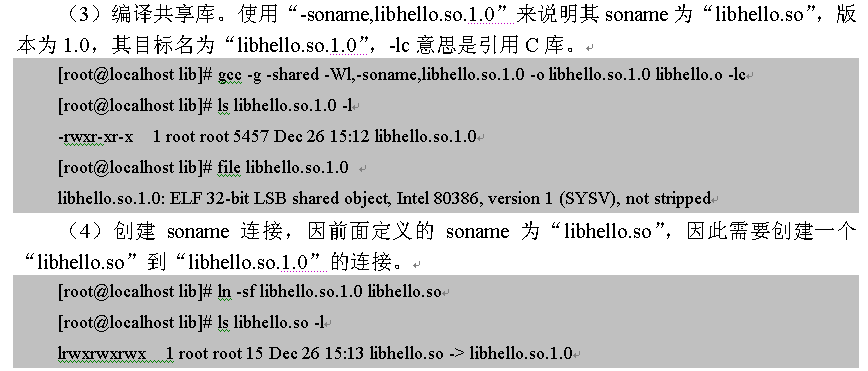 （3）编译共享库。使用“-soname,libhello.so.1.0”来说明其 soname 为“libhello.so”，版
本为 1.0，其目标名为“libhello.so.1.0”，-lc 意思是引用 C 库。
[root@localhost lib]# gcc -g -shared -Wl,-soname,libhello.so.1.0 -o libhello.so.1.0 libhello.o -lc
[root@localhost lib]# ls libhello.so.1.0 -l
-rwxr-xr-x 1 root root 5457 Dec 26 15:12 libhello.so.1.0
[root@localhost lib]# file libhello.so.1.0
libhello.so.1.0: ELF 32-bit LSB shared object, Intel 80386, version 1 (SYSV), not stripped
（4）创建 soname 连接，因前面定义的 soname 为“libhello.so”，因此需要创建一个
“libhello.so”到“libhello.so.1.0”的连接。
[root@localhost lib]# ln -sf libhello.so.1.0 libhello.so
[root@localhost lib]# ls libhello.so -l
lrwxrwxrwx 1 root root 15 Dec 26 15:13 libhello.so -> libhello.so.1.0